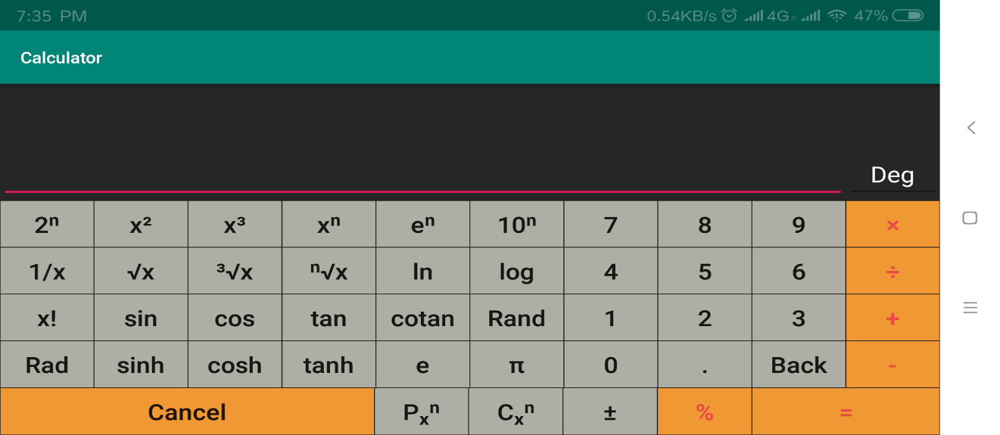 7:35 PM 0.54KB/s 4G 47%
Calculator
Deg
2ⁿ x² x³ xⁿ eⁿ 10ⁿ 7 8 9 ×
1/x √x ³√x ⁿ√x ln log 4 5 6 ÷
x! sin cos tan cotan Rand 1 2 3 +
Rad sinh cosh tanh e π 0 . Back -
Cancel Pₓⁿ Cₓⁿ ± % =